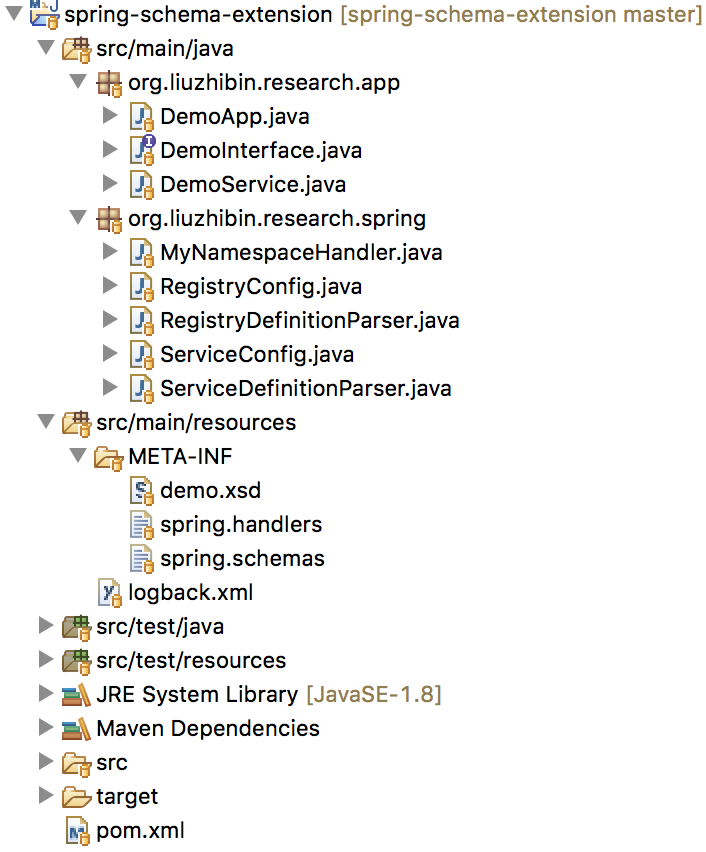 spring-schema-extension [spring-schema-extension master]
src/main/java
org.liuzhibin.research.app
DemoApp.java
DemoInterface.java
DemoService.java
org.liuzhibin.research.spring
MyNamespaceHandler.java
RegistryConfig.java
RegistryDefinitionParser.java
ServiceConfig.java
ServiceDefinitionParser.java
src/main/resources
META-INF
demo.xsd
spring.handlers
spring.schemas
logback.xml
src/test/java
src/test/resources
JRE System Library [JavaSE-1.8]
Maven Dependencies
src
target
pom.xml